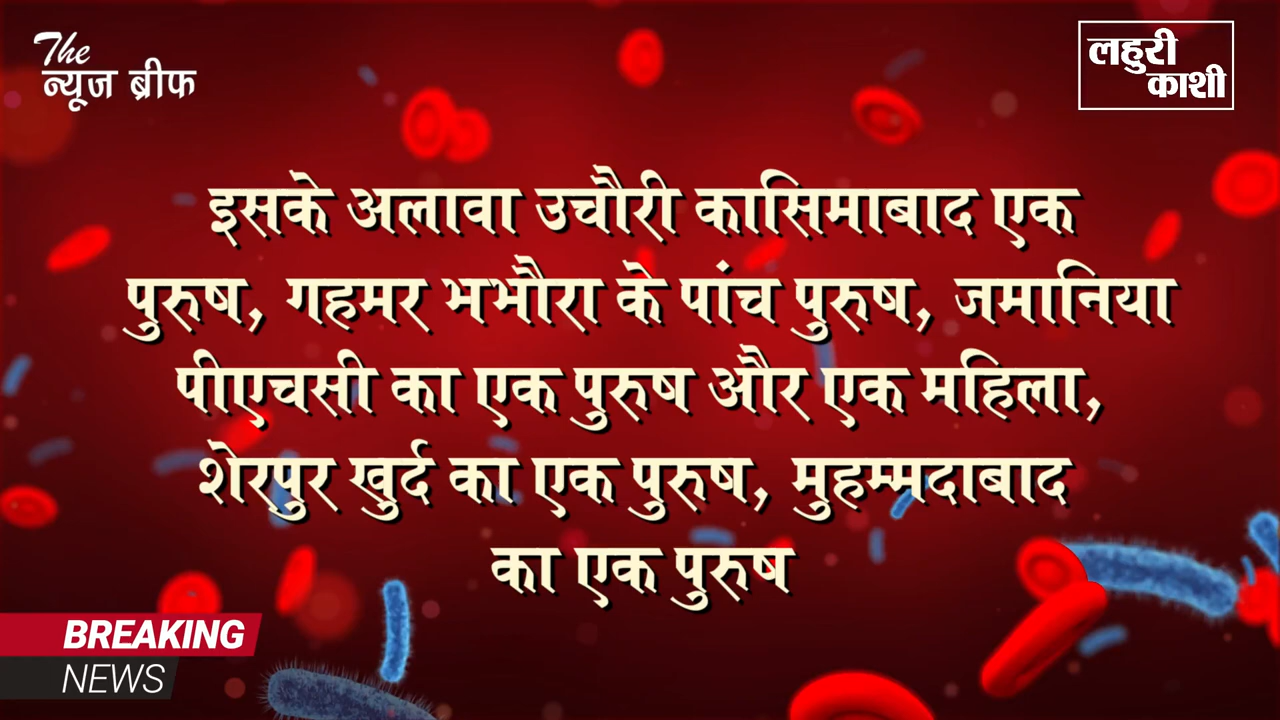 The
न्यूज ब्रीफ
लहुरी
काशी
इसके अलावा उचौरी कासिमाबाद एक
पुरुष, गहमर भभौरा के पांच पुरुष, जमानिया
पीएचसी का एक पुरुष और एक महिला,
शेरपुर खुर्द का एक पुरुष, मुहम्मदाबाद
का एक पुरुष
BREAKING
NEWS